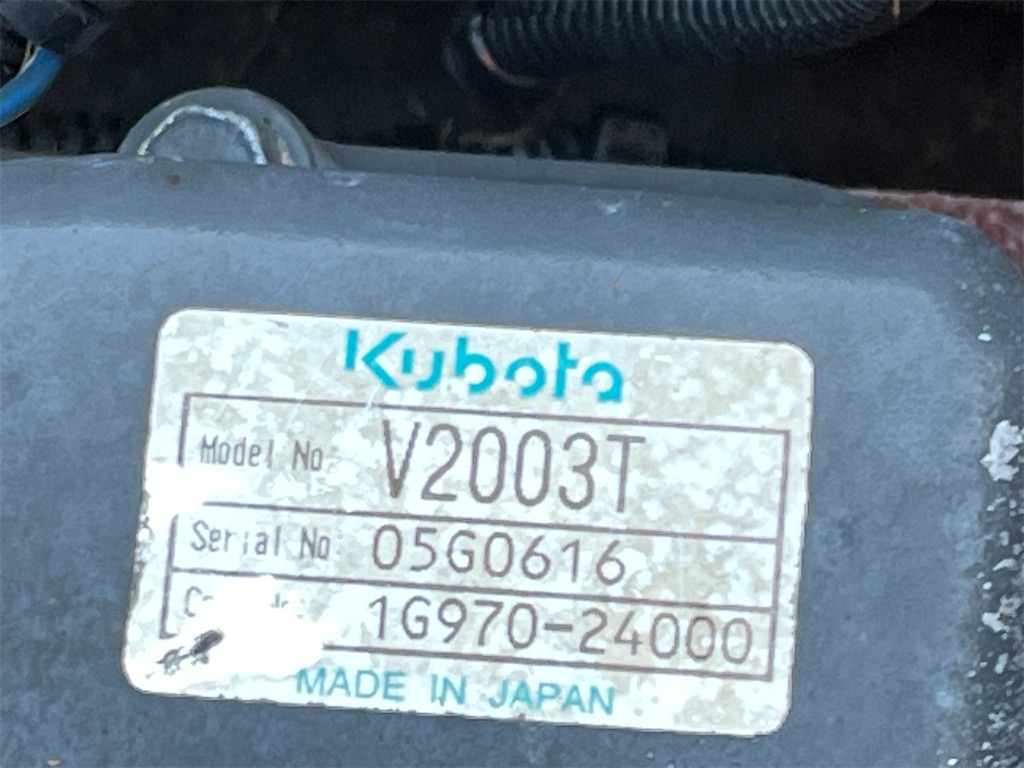 Kubota
Model No. V2003T
Serial No. 05G0616
1G970-24000
MADE IN JAPAN